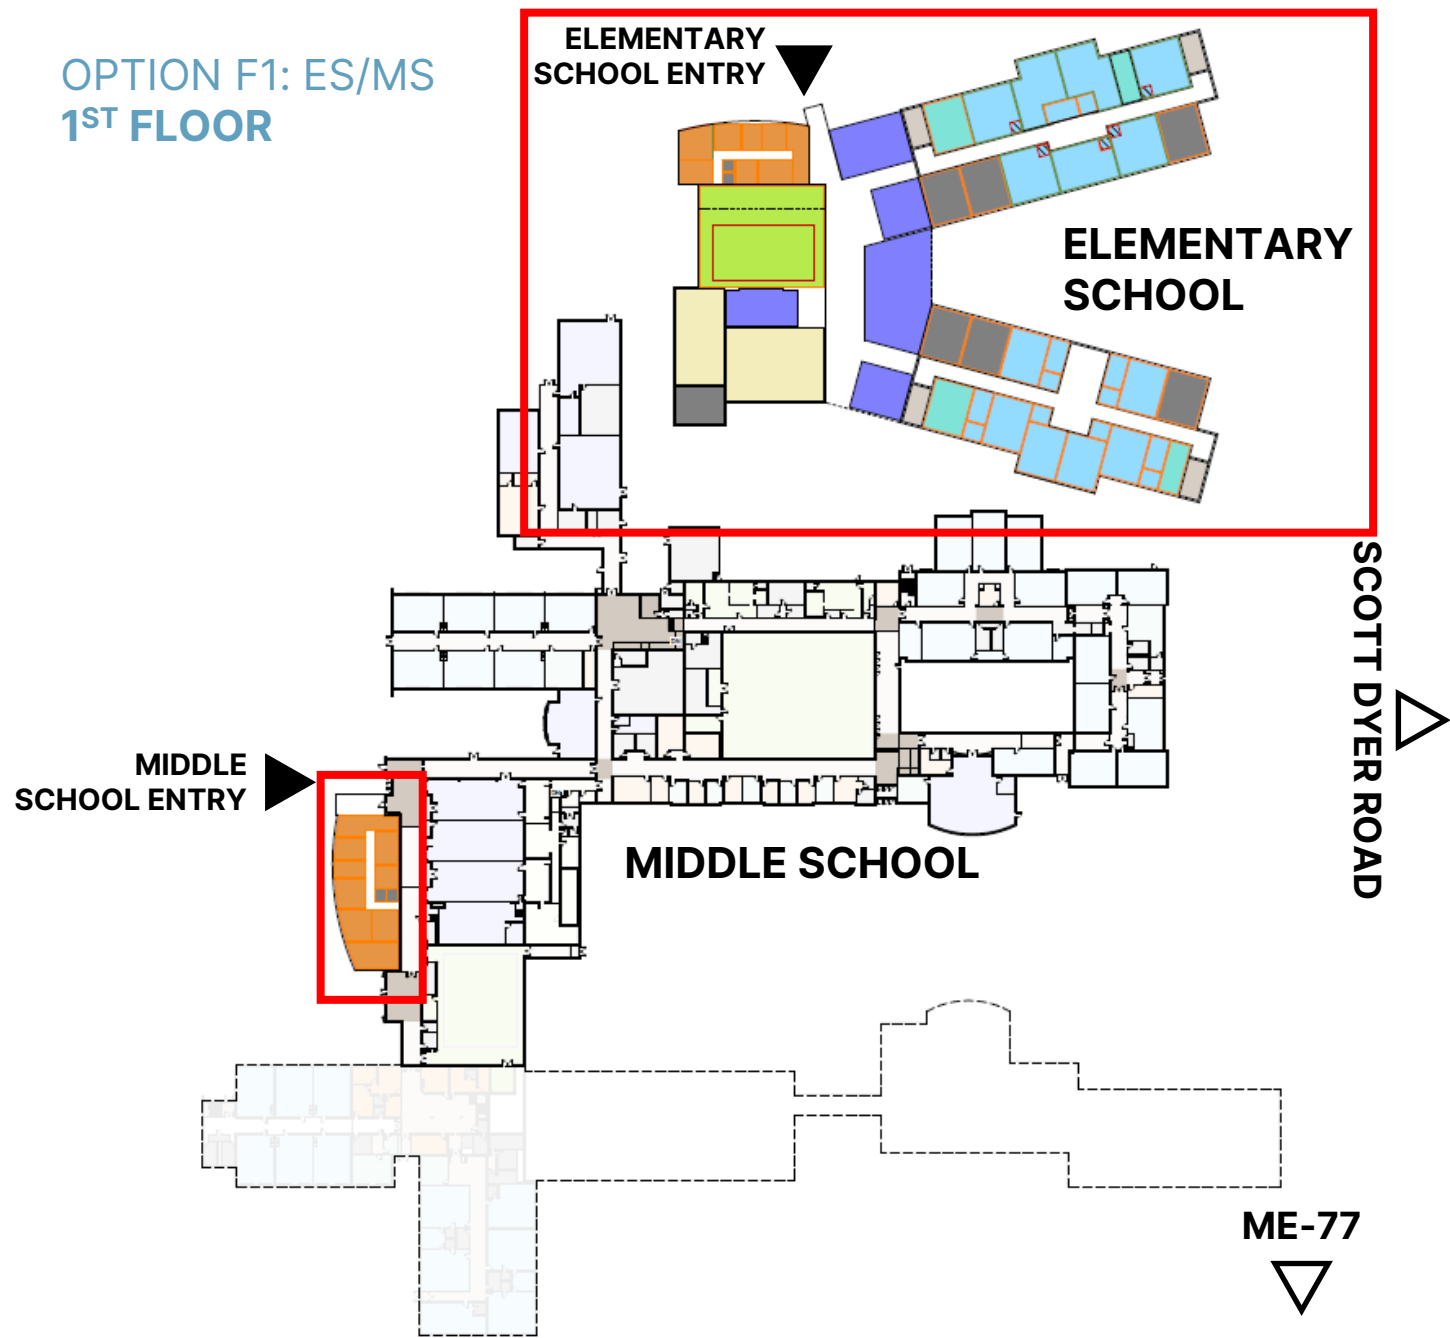 OPTION F1: ES/MS
1ST FLOOR
ELEMENTARY
SCHOOL ENTRY
ELEMENTARY
SCHOOL
SCOTT DYER ROAD
MIDDLE
SCHOOL ENTRY
MIDDLE SCHOOL
ME-77